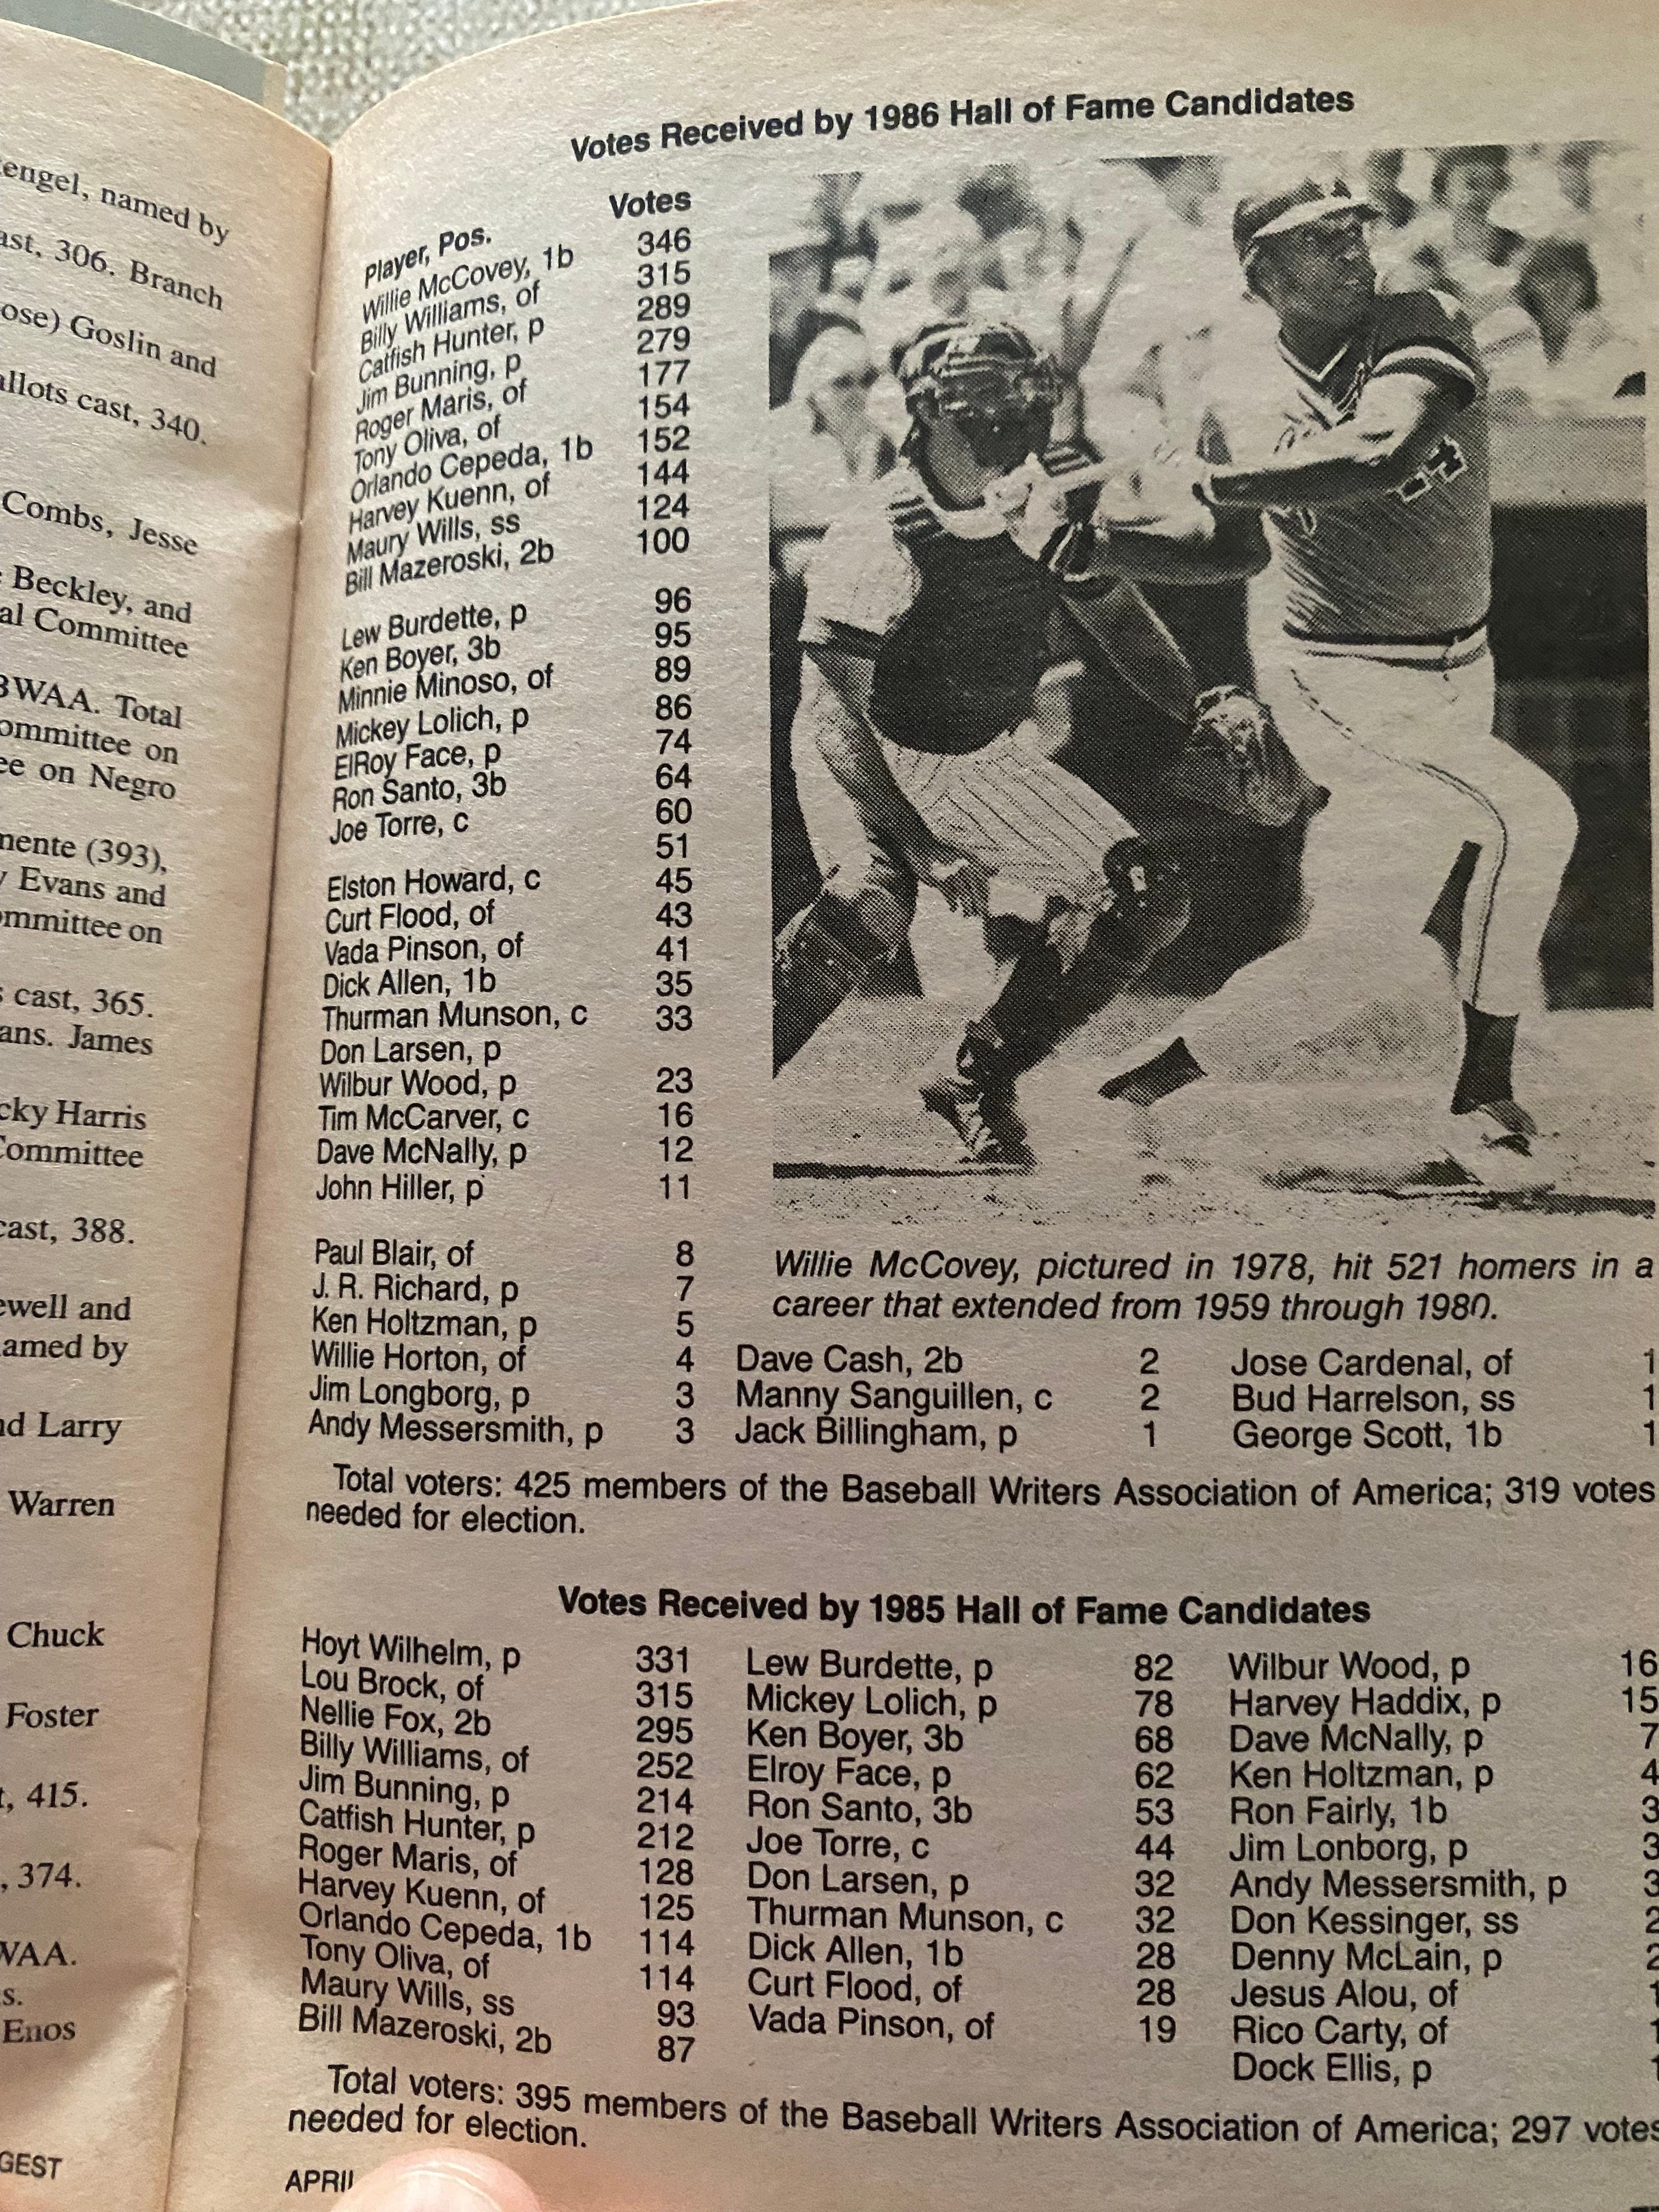 engel, named by
ast, 306. Branch
ose) Goslin and
allots cast, 340.
Combs, Jesse
Beckley, and
al Committee
BWAA. Total
ommittee on
ee on Negro
mente (393),
y Evans and
ommittee on
s cast, 365.
ans. James
cky Harris
Committee
cast, 388.
ewell and
amed by
nd Larry
Warren
Chuck
Foster
t, 415.
, 374.
WAA.
s.
Enos
GEST
Votes Received by 1986 Hall of Fame Candidates
Player, Pos. Votes
Willie McCovey, 1b 346
Billy Williams, of 315
Catfish Hunter, p 289
Jim Bunning, p 279
Roger Maris, of 177
Tony Oliva, of 154
Orlando Cepeda, 1b 152
Harvey Kuenn, of 144
Maury Wills, ss 124
Bill Mazeroski, 2b 100
Lew Burdette, p 96
Ken Boyer, 3b 95
Minnie Minoso, of 89
Mickey Lolich, p 86
ElRoy Face, p 74
Ron Santo, 3b 64
Joe Torre, c 60
Elston Howard, c 51
Curt Flood, of 45
Vada Pinson, of 43
Dick Allen, 1b 41
Thurman Munson, c 35
Don Larsen, p 33
Wilbur Wood, p 23
Tim McCarver, c 16
Dave McNally, p 12
John Hiller, p 11
Paul Blair, of 8
J. R. Richard, p 7
Ken Holtzman, p 5
Willie Horton, of 4
Jim Longborg, p 3
Andy Messersmith, p 3
Willie McCovey, pictured in 1978, hit 521 homers in a
career that extended from 1959 through 1980.
Dave Cash, 2b 2
Manny Sanguillen, c 2
Jack Billingham, p 1
Jose Cardenal, of 1
Bud Harrelson, ss 1
George Scott, 1b 1
Total voters: 425 members of the Baseball Writers Association of America; 319 votes
needed for election.
Votes Received by 1985 Hall of Fame Candidates
Hoyt Wilhelm, p 331
Lou Brock, of 315
Nellie Fox, 2b 295
Billy Williams, of 252
Jim Bunning, p 214
Catfish Hunter, p 212
Roger Maris, of 128
Harvey Kuenn, of 125
Orlando Cepeda, 1b 114
Tony Oliva, of 114
Maury Wills, ss 93
Bill Mazeroski, 2b 87
Lew Burdette, p 82
Mickey Lolich, p 78
Ken Boyer, 3b 68
Elroy Face, p 62
Ron Santo, 3b 53
Joe Torre, c 44
Don Larsen, p 32
Thurman Munson, c 32
Dick Allen, 1b 28
Curt Flood, of 28
Vada Pinson, of 19
Wilbur Wood, p 16
Harvey Haddix, p 15
Dave McNally, p 7
Ken Holtzman, p 4
Ron Fairly, 1b 3
Jim Lonborg, p 3
Andy Messersmith, p 3
Don Kessinger, ss 2
Denny McLain, p 2
Jesus Alou, of 1
Rico Carty, of 1
Dock Ellis, p 1
Total voters: 395 members of the Baseball Writers Association of America; 297 votes
needed for election.
APRIL